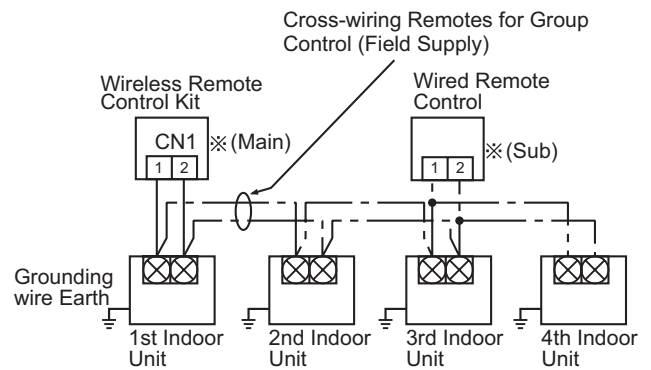 Cross-wiring Remotes for Group
Control (Field Supply)
Wireless Remote
Control Kit
Wired Remote
Control
CN1
※(Main)
1 2
1 2
※(Sub)
Grounding
wire Earth
1st Indoor
Unit
2nd Indoor
Unit
3rd Indoor
Unit
4th Indoor
Unit